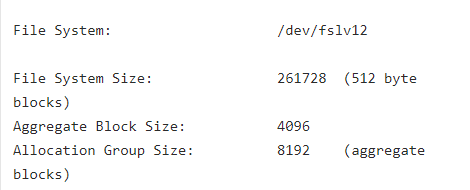 File System: /dev/fslv12
File System Size: 261728 (512 byte
blocks)
Aggregate Block Size: 4096
Allocation Group Size: 8192 (aggregate
blocks)